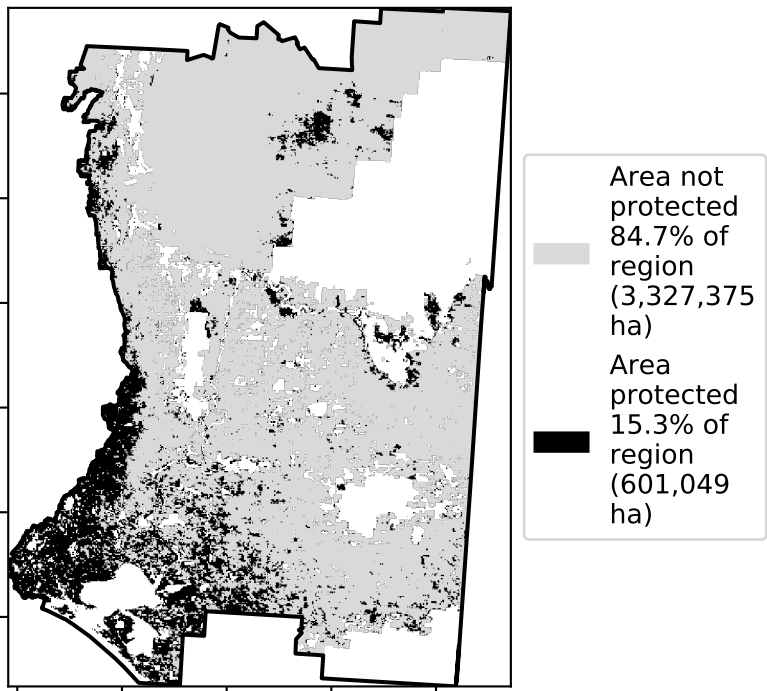 Area not
protected
84.7% of
region
(3,327,375
ha)
Area
protected
15.3% of
region
(601,049
ha)